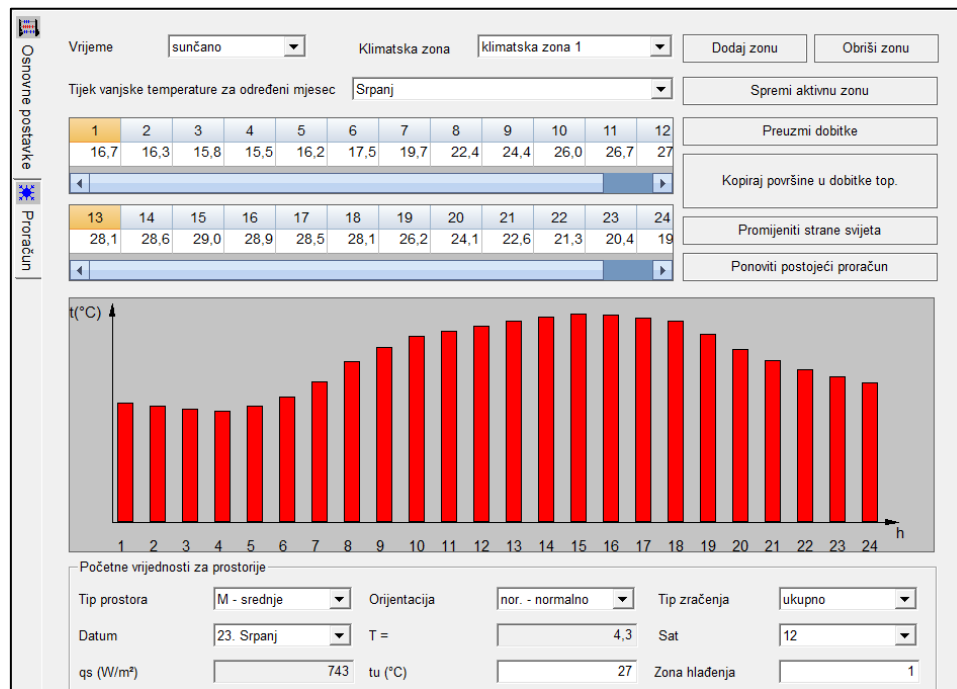 Osnovne postavke
Proračun
Vrijeme sunčano Klimatska zona klimatska zona 1 Dodaj zonu Obriši zonu
Tijek vanjske temperature za određeni mjesec Srpanj Spremi aktivnu zonu
1 2 3 4 5 6 7 8 9 10 11 12 Preuzmi dobitke
16,7 16,3 15,8 15,5 16,2 17,5 19,7 22,4 24,4 26,0 26,7 27
Kopiraj površine u dobitke top.
13 14 15 16 17 18 19 20 21 22 23 24 Promijeniti strane svijeta
28,1 28,6 29,0 28,9 28,5 28,1 26,2 24,1 22,6 21,3 20,4 19
Ponoviti postojeći proračun
t(°C)
h
1 2 3 4 5 6 7 8 9 10 11 12 13 14 15 16 17 18 19 20 21 22 23 24
Početne vrijednosti za prostorije
Tip prostora M - srednje Orijentacija nor. - normalno Tip zračenja ukupno
Datum 23. Srpanj T = 4,3 Sat 12
qs (W/m²) 743 tu (°C) 27 Zona hlađenja 1